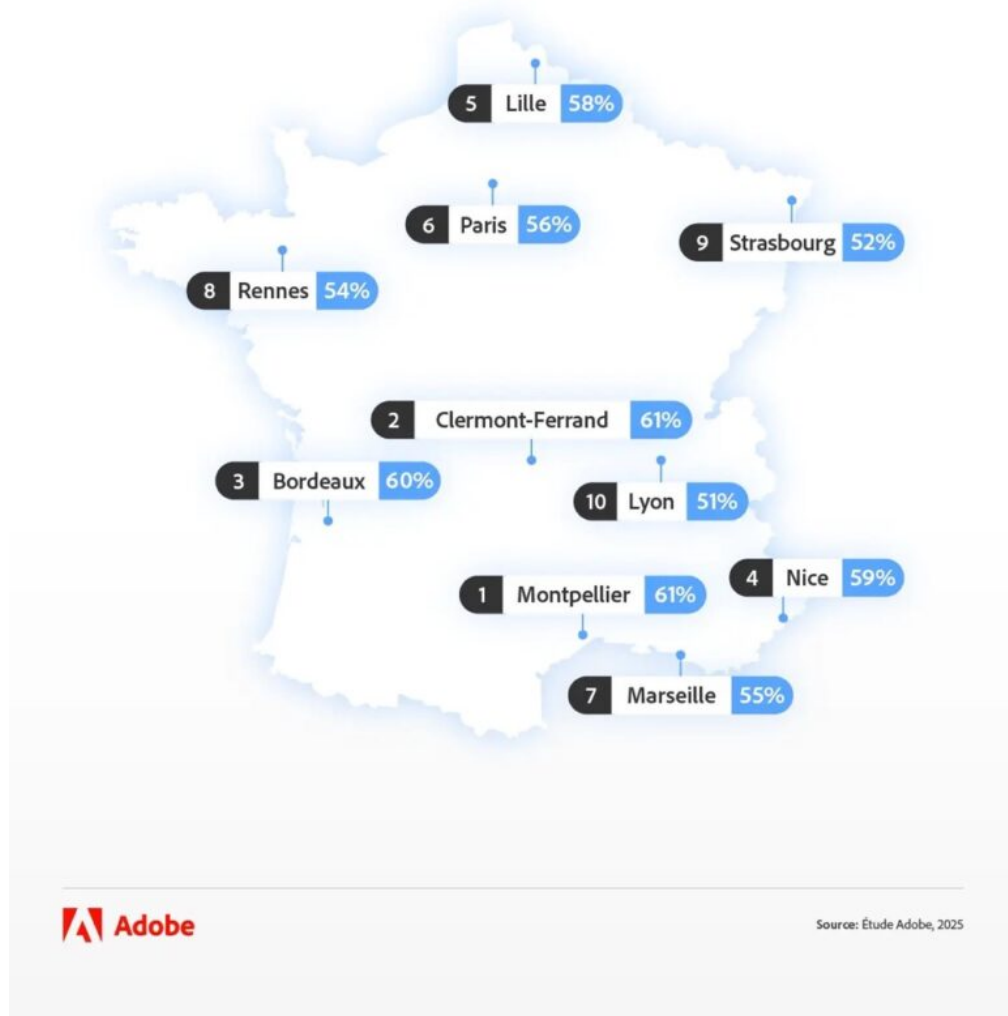 5 Lille 58%
6 Paris 56%
9 Strasbourg 52%
8 Rennes 54%
2 Clermont-Ferrand 61%
3 Bordeaux 60%
10 Lyon 51%
4 Nice 59%
1 Montpellier 61%
7 Marseille 55%
Adobe
Source: Étude Adobe, 2025